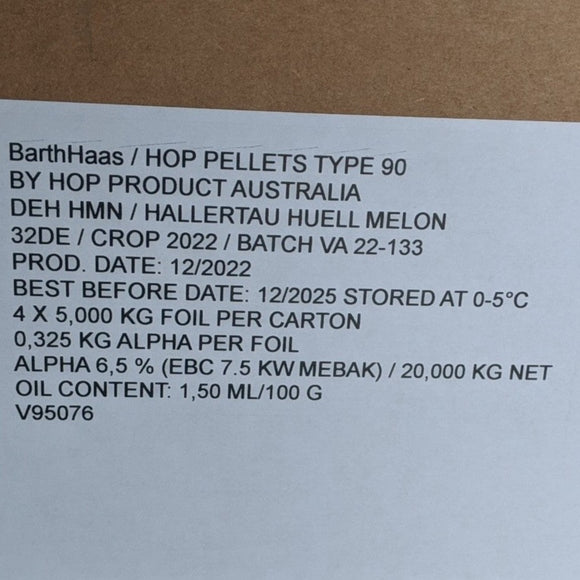 BarthHaas / HOP PELLETS TYPE 90
BY HOP PRODUCT AUSTRALIA
DEH HMN / HALLERTAU HUELL MELON
32DE / CROP 2022 / BATCH VA 22-133
PROD. DATE: 12/2022
BEST BEFORE DATE: 12/2025 STORED AT 0-5°C
4 X 5,000 KG FOIL PER CARTON
0,325 KG ALPHA PER FOIL
ALPHA 6,5 % (EBC 7.5 KW MEBAK) / 20,000 KG NET
OIL CONTENT: 1,50 ML/100 G
V95076